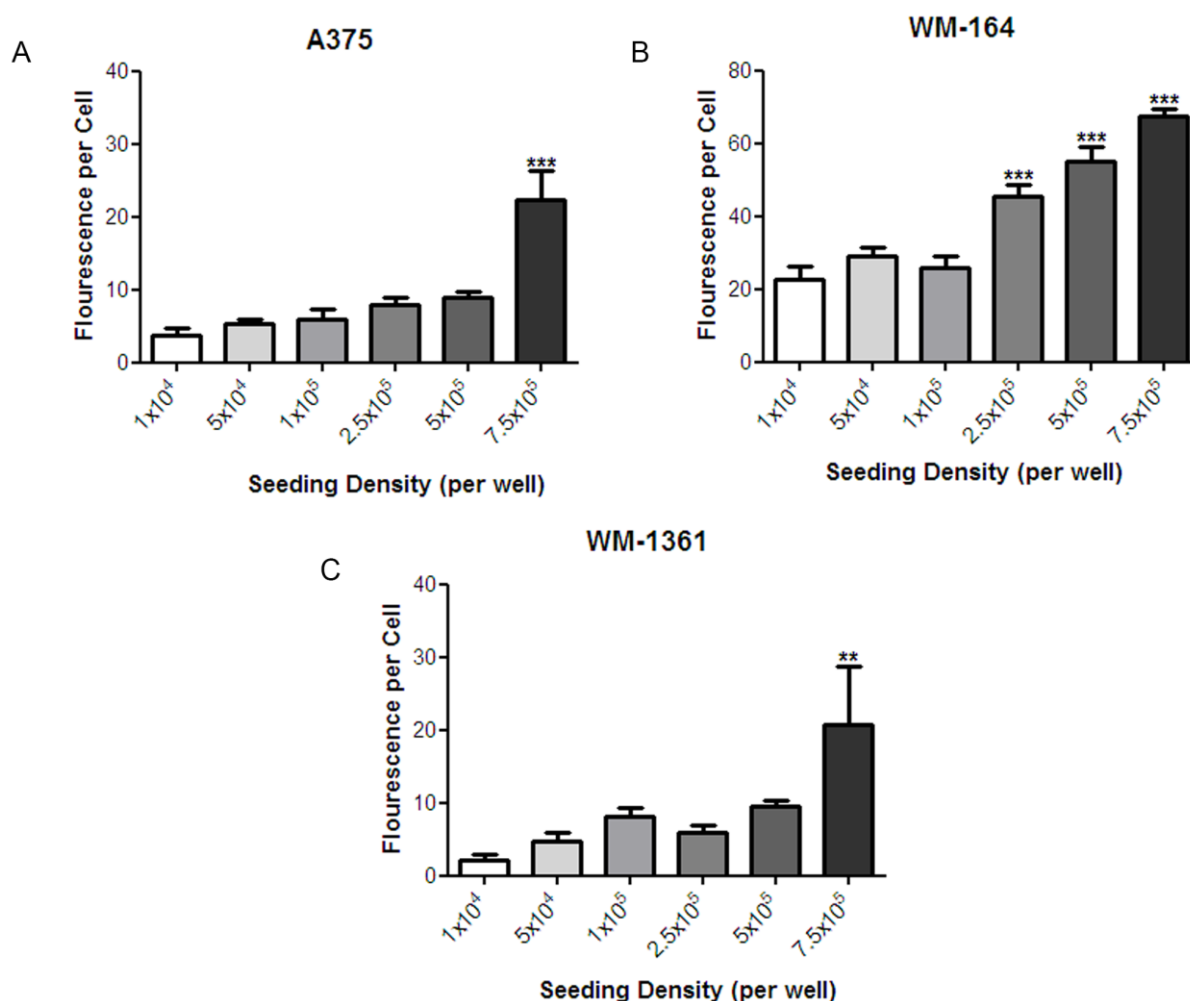 A
A375
Flourescence per Cell
40
30
20
10
0
***
1x10⁴
5x10⁴
1x10⁵
2.5x10⁵
5x10⁵
7.5x10⁵
Seeding Density (per well)
B
WM-164
Flourescence per Cell
80
60
40
20
0
***
***
***
1x10⁴
5x10⁴
1x10⁵
2.5x10⁵
5x10⁵
7.5x10⁵
Seeding Density (per well)
C
WM-1361
Flourescence per Cell
40
30
20
10
0
**
1x10⁴
5x10⁴
1x10⁵
2.5x10⁵
5x10⁵
7.5x10⁵
Seeding Density (per well)